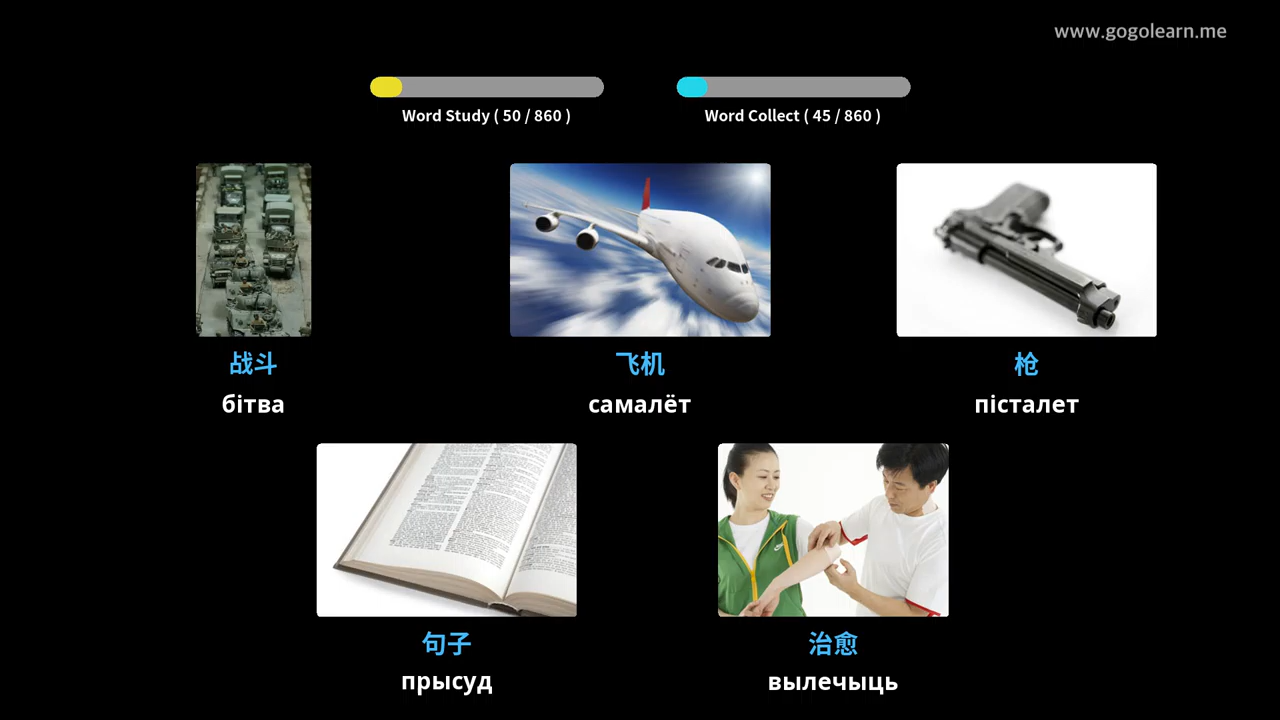 www.gogolearn.me
Word Study ( 50 / 860 )
Word Collect ( 45 / 860 )
战斗
бітва
飞机
самалёт
枪
пісталет
句子
прысуд
治愈
вылечыць